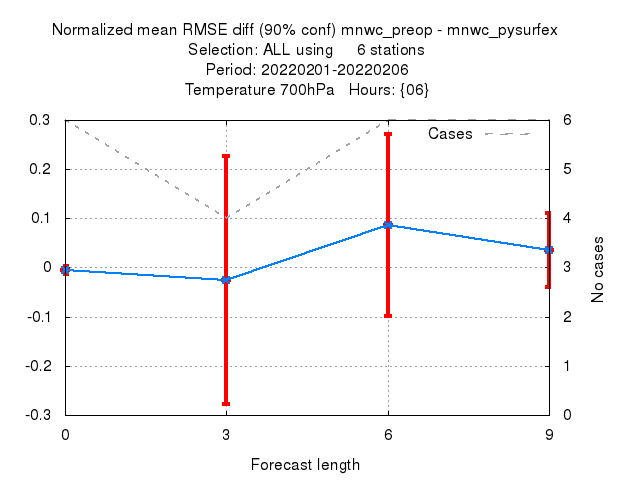 Normalized mean RMSE diff (90% conf) mnwc_preop - mnwc_pysurfex
Selection: ALL using     6 stations
Period: 20220201-20220206
Temperature 700hPa   Hours: {06}
Cases
0.3
0.2
0.1
0
-0.1
-0.2
-0.3
6
5
4
3
2
1
0
No cases
0 3 6 9
Forecast length